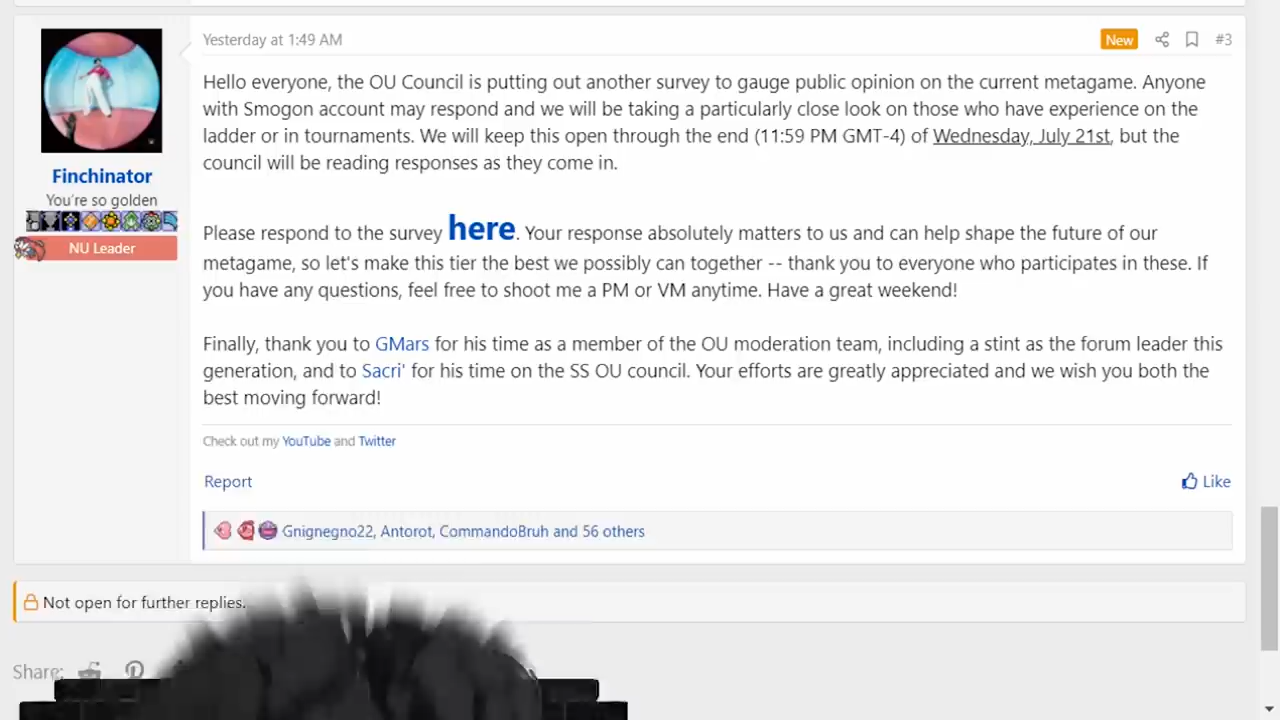 Yesterday at 1:49 AM
New
#3
Hello everyone, the OU Council is putting out another survey to gauge public opinion on the current metagame. Anyone
with Smogon account may respond and we will be taking a particularly close look on those who have experience on the
ladder or in tournaments. We will keep this open through the end (11:59 PM GMT-4) of Wednesday, July 21st, but the
council will be reading responses as they come in.
Finchinator
You're so golden
NU Leader
Please respond to the survey here. Your response absolutely matters to us and can help shape the future of our
metagame, so let's make this tier the best we possibly can together -- thank you to everyone who participates in these. If
you have any questions, feel free to shoot me a PM or VM anytime. Have a great weekend!
Finally, thank you to GMars for his time as a member of the OU moderation team, including a stint as the forum leader this
generation, and to Sacri' for his time on the SS OU council. Your efforts are greatly appreciated and we wish you both the
best moving forward!
Check out my YouTube and Twitter
Report
Like
Gnignegno22, Antorot, CommandoBruh and 56 others
Not open for further replies.
Share: